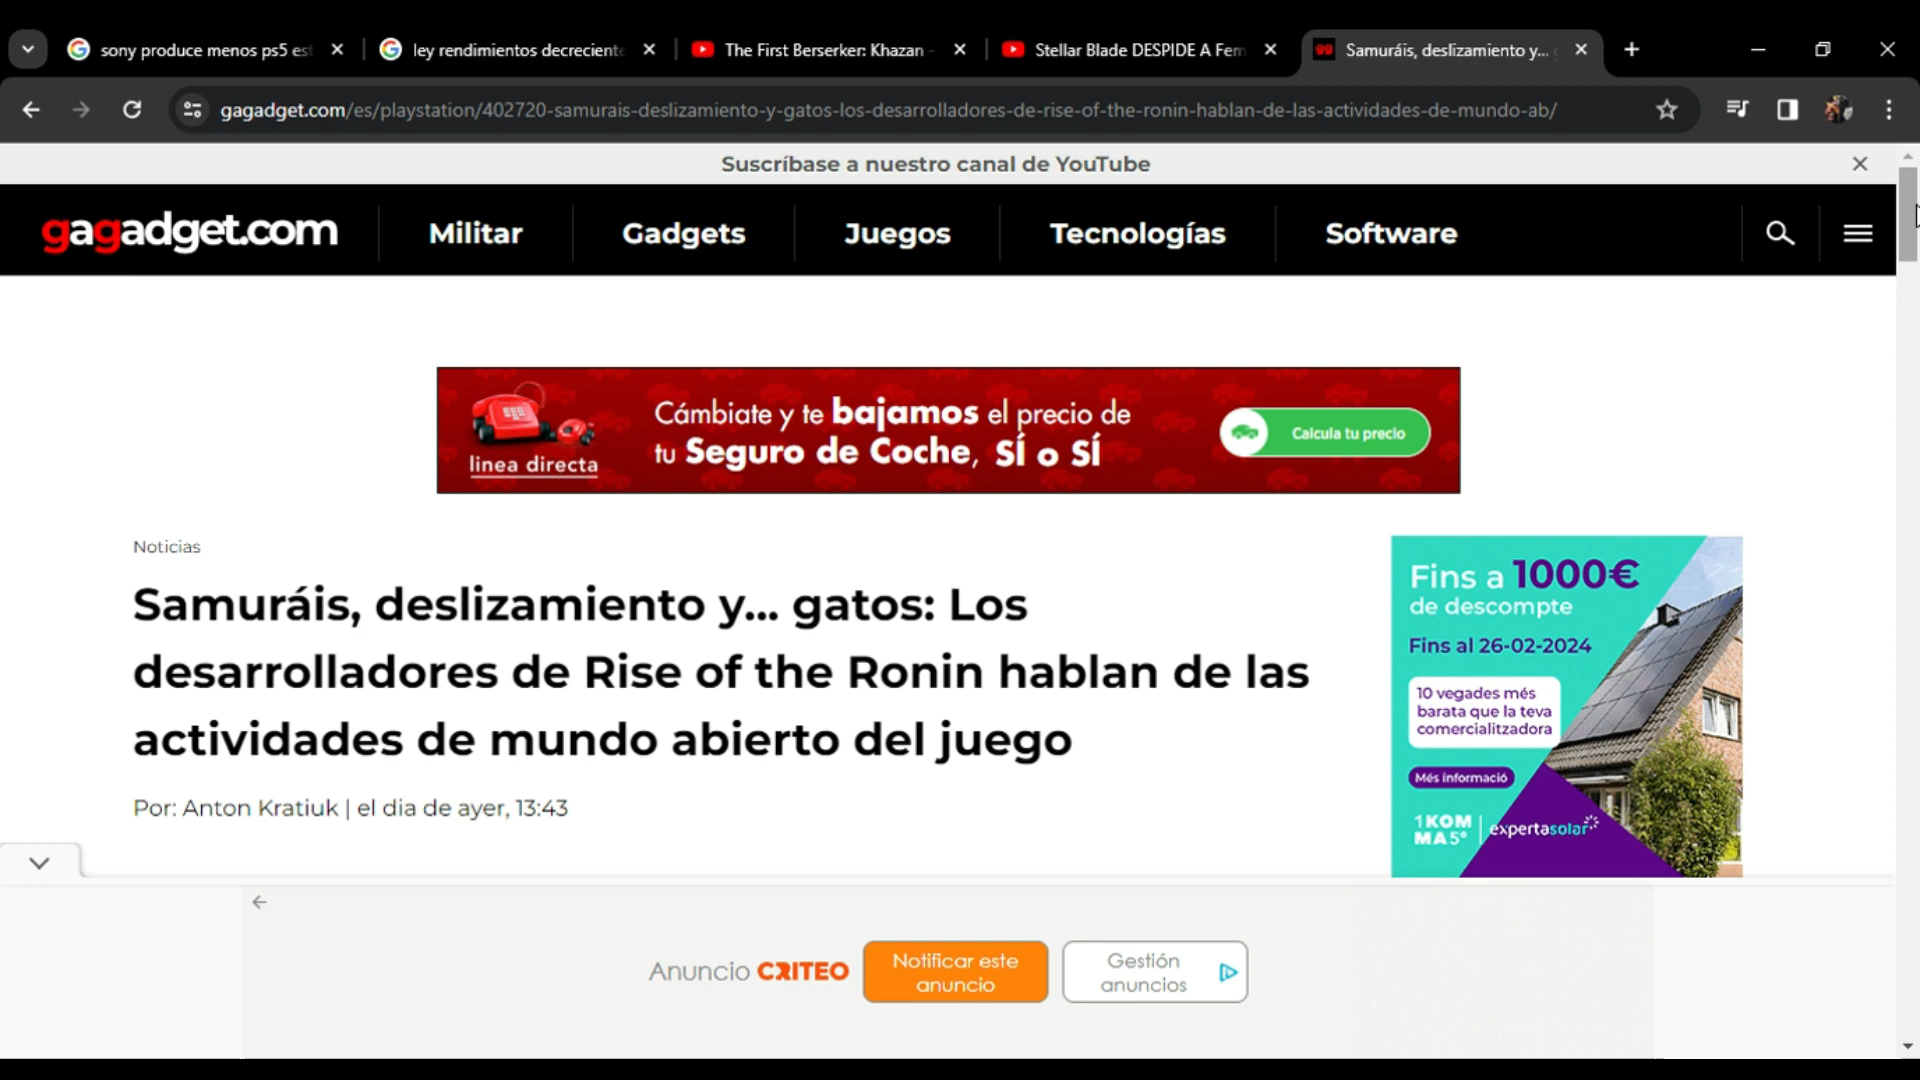 sony produce menos ps5 es
ley rendimientos decreciente
The First Berserker: Khazan -
Stellar Blade DESPIDE A Fem
Samuráis, deslizamiento y...
gagadget.com/es/playstation/402720-samurais-deslizamiento-y-gatos-los-desarrolladores-de-rise-of-the-ronin-hablan-de-las-actividades-de-mundo-ab/
Suscríbase a nuestro canal de YouTube
gagadget.com
Militar
Gadgets
Juegos
Tecnologías
Software
linea directa
Cámbiate y te bajamos el precio de
tu Seguro de Coche, SÍ o SÍ
Calcula tu precio
Noticias
Samuráis, deslizamiento y... gatos: Los
desarrolladores de Rise of the Ronin hablan de las
actividades de mundo abierto del juego
Por: Anton Kratiuk | el dia de ayer, 13:43
Fins a 1000€
de descompte
Fins al 26-02-2024
10 vegades més
barata que la teva
comercialitzadora
Més informació
1KOM
MA5°
expertasolar
Anuncio CRITEO
Notificar este
anuncio
Gestión
anuncios